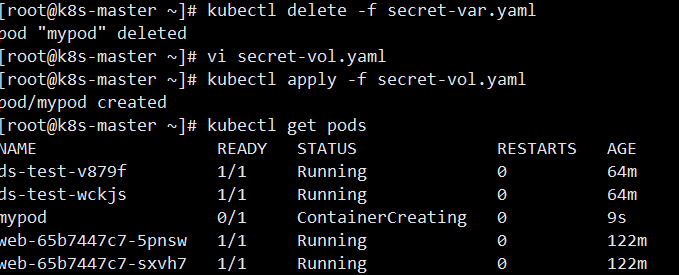 [root@k8s-master ~]# kubectl delete -f secret-var.yaml
pod "mypod" deleted
[root@k8s-master ~]# vi secret-vol.yaml
[root@k8s-master ~]# kubectl apply -f secret-vol.yaml
pod/mypod created
[root@k8s-master ~]# kubectl get pods
NAME READY STATUS RESTARTS AGE
ds-test-v879f 1/1 Running 0 64m
ds-test-wckjs 1/1 Running 0 64m
mypod 0/1 ContainerCreating 0 9s
web-65b7447c7-5pnsw 1/1 Running 0 122m
web-65b7447c7-sxvh7 1/1 Running 0 122m